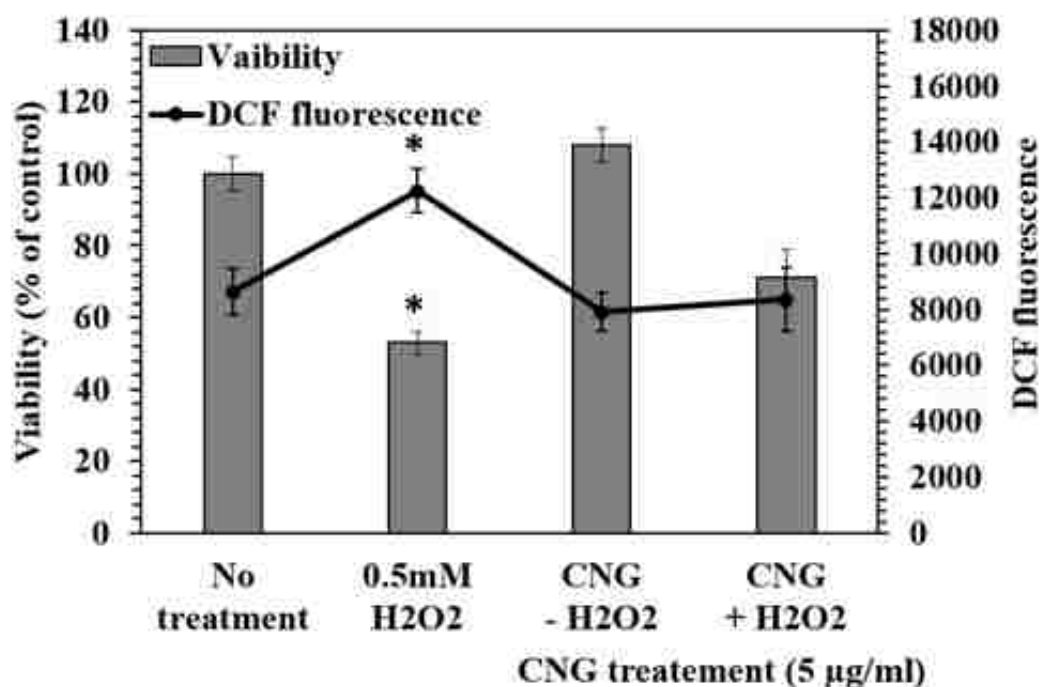 140
120
100
80
60
40
20
0
Viability (% of control)
Vaibility
DCF fluorescence
*
*
18000
16000
14000
12000
10000
8000
6000
4000
2000
0
DCF fluorescence
No
treatment
0.5mM
H2O2
CNG
- H2O2
CNG
+ H2O2
CNG treatement (5 µg/ml)